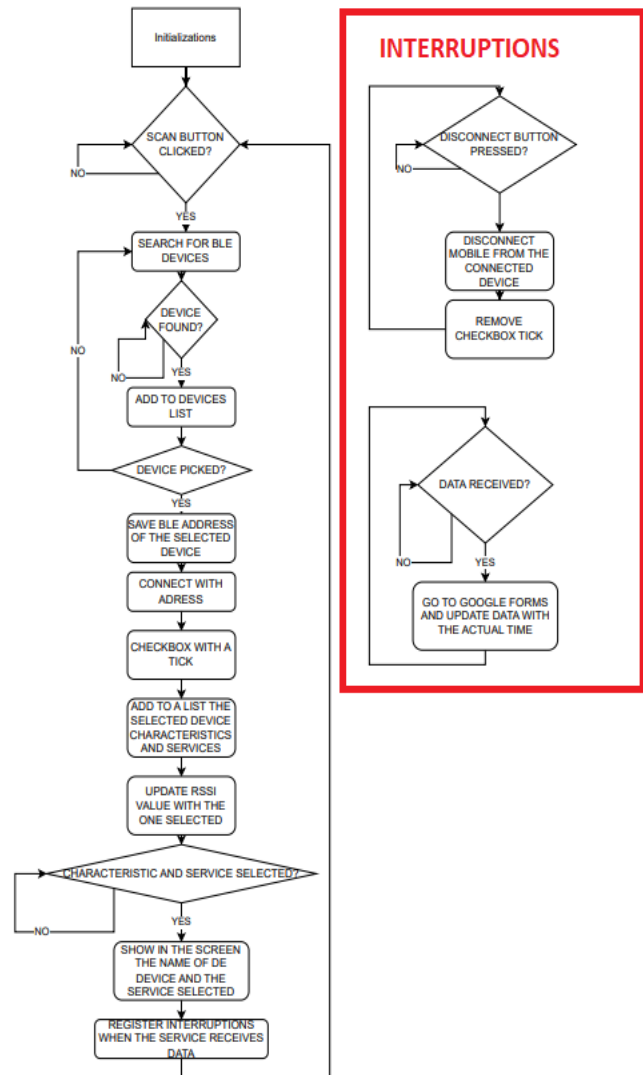 Initializations
SCAN BUTTON
CLICKED?
NO
YES
SEARCH FOR BLE
DEVICES
DEVICE
FOUND?
NO
NO
YES
ADD TO DEVICES
LIST
DEVICE PICKED?
YES
SAVE BLE ADDRESS
OF THE SELECTED
DEVICE
CONNECT WITH
ADRESS
CHECKBOX WITH A
TICK
ADD TO A LIST THE
SELECTED DEVICE
CHARACTERISTICS
AND SERVICES
UPDATE RSSI
VALUE WITH THE
ONE SELECTED
CHARACTERISTIC AND SERVICE SELECTED?
NO
YES
SHOW IN THE SCREEN
THE NAME OF DE
DEVICE AND THE
SERVICE SELECTED
REGISTER INTERRUPTIONS
WHEN THE SERVICE RECEIVES
DATA
INTERRUPTIONS
DISCONNECT BUTTON
PRESSED?
NO
DISCONNECT
MOBILE FROM THE
CONNECTED
DEVICE
REMOVE
CHECKBOX TICK
DATA RECEIVED?
NO
YES
GO TO GOOGLE FORMS
AND UPDATE DATA WITH
THE ACTUAL TIME